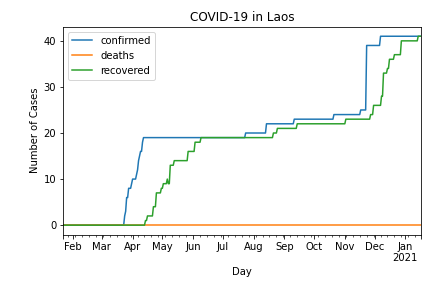 COVID-19 in Laos
confirmed
deaths
recovered
Number of Cases
40
30
20
10
0
Feb Mar Apr May Jun Jul Aug Sep Oct Nov Dec Jan
2021
Day